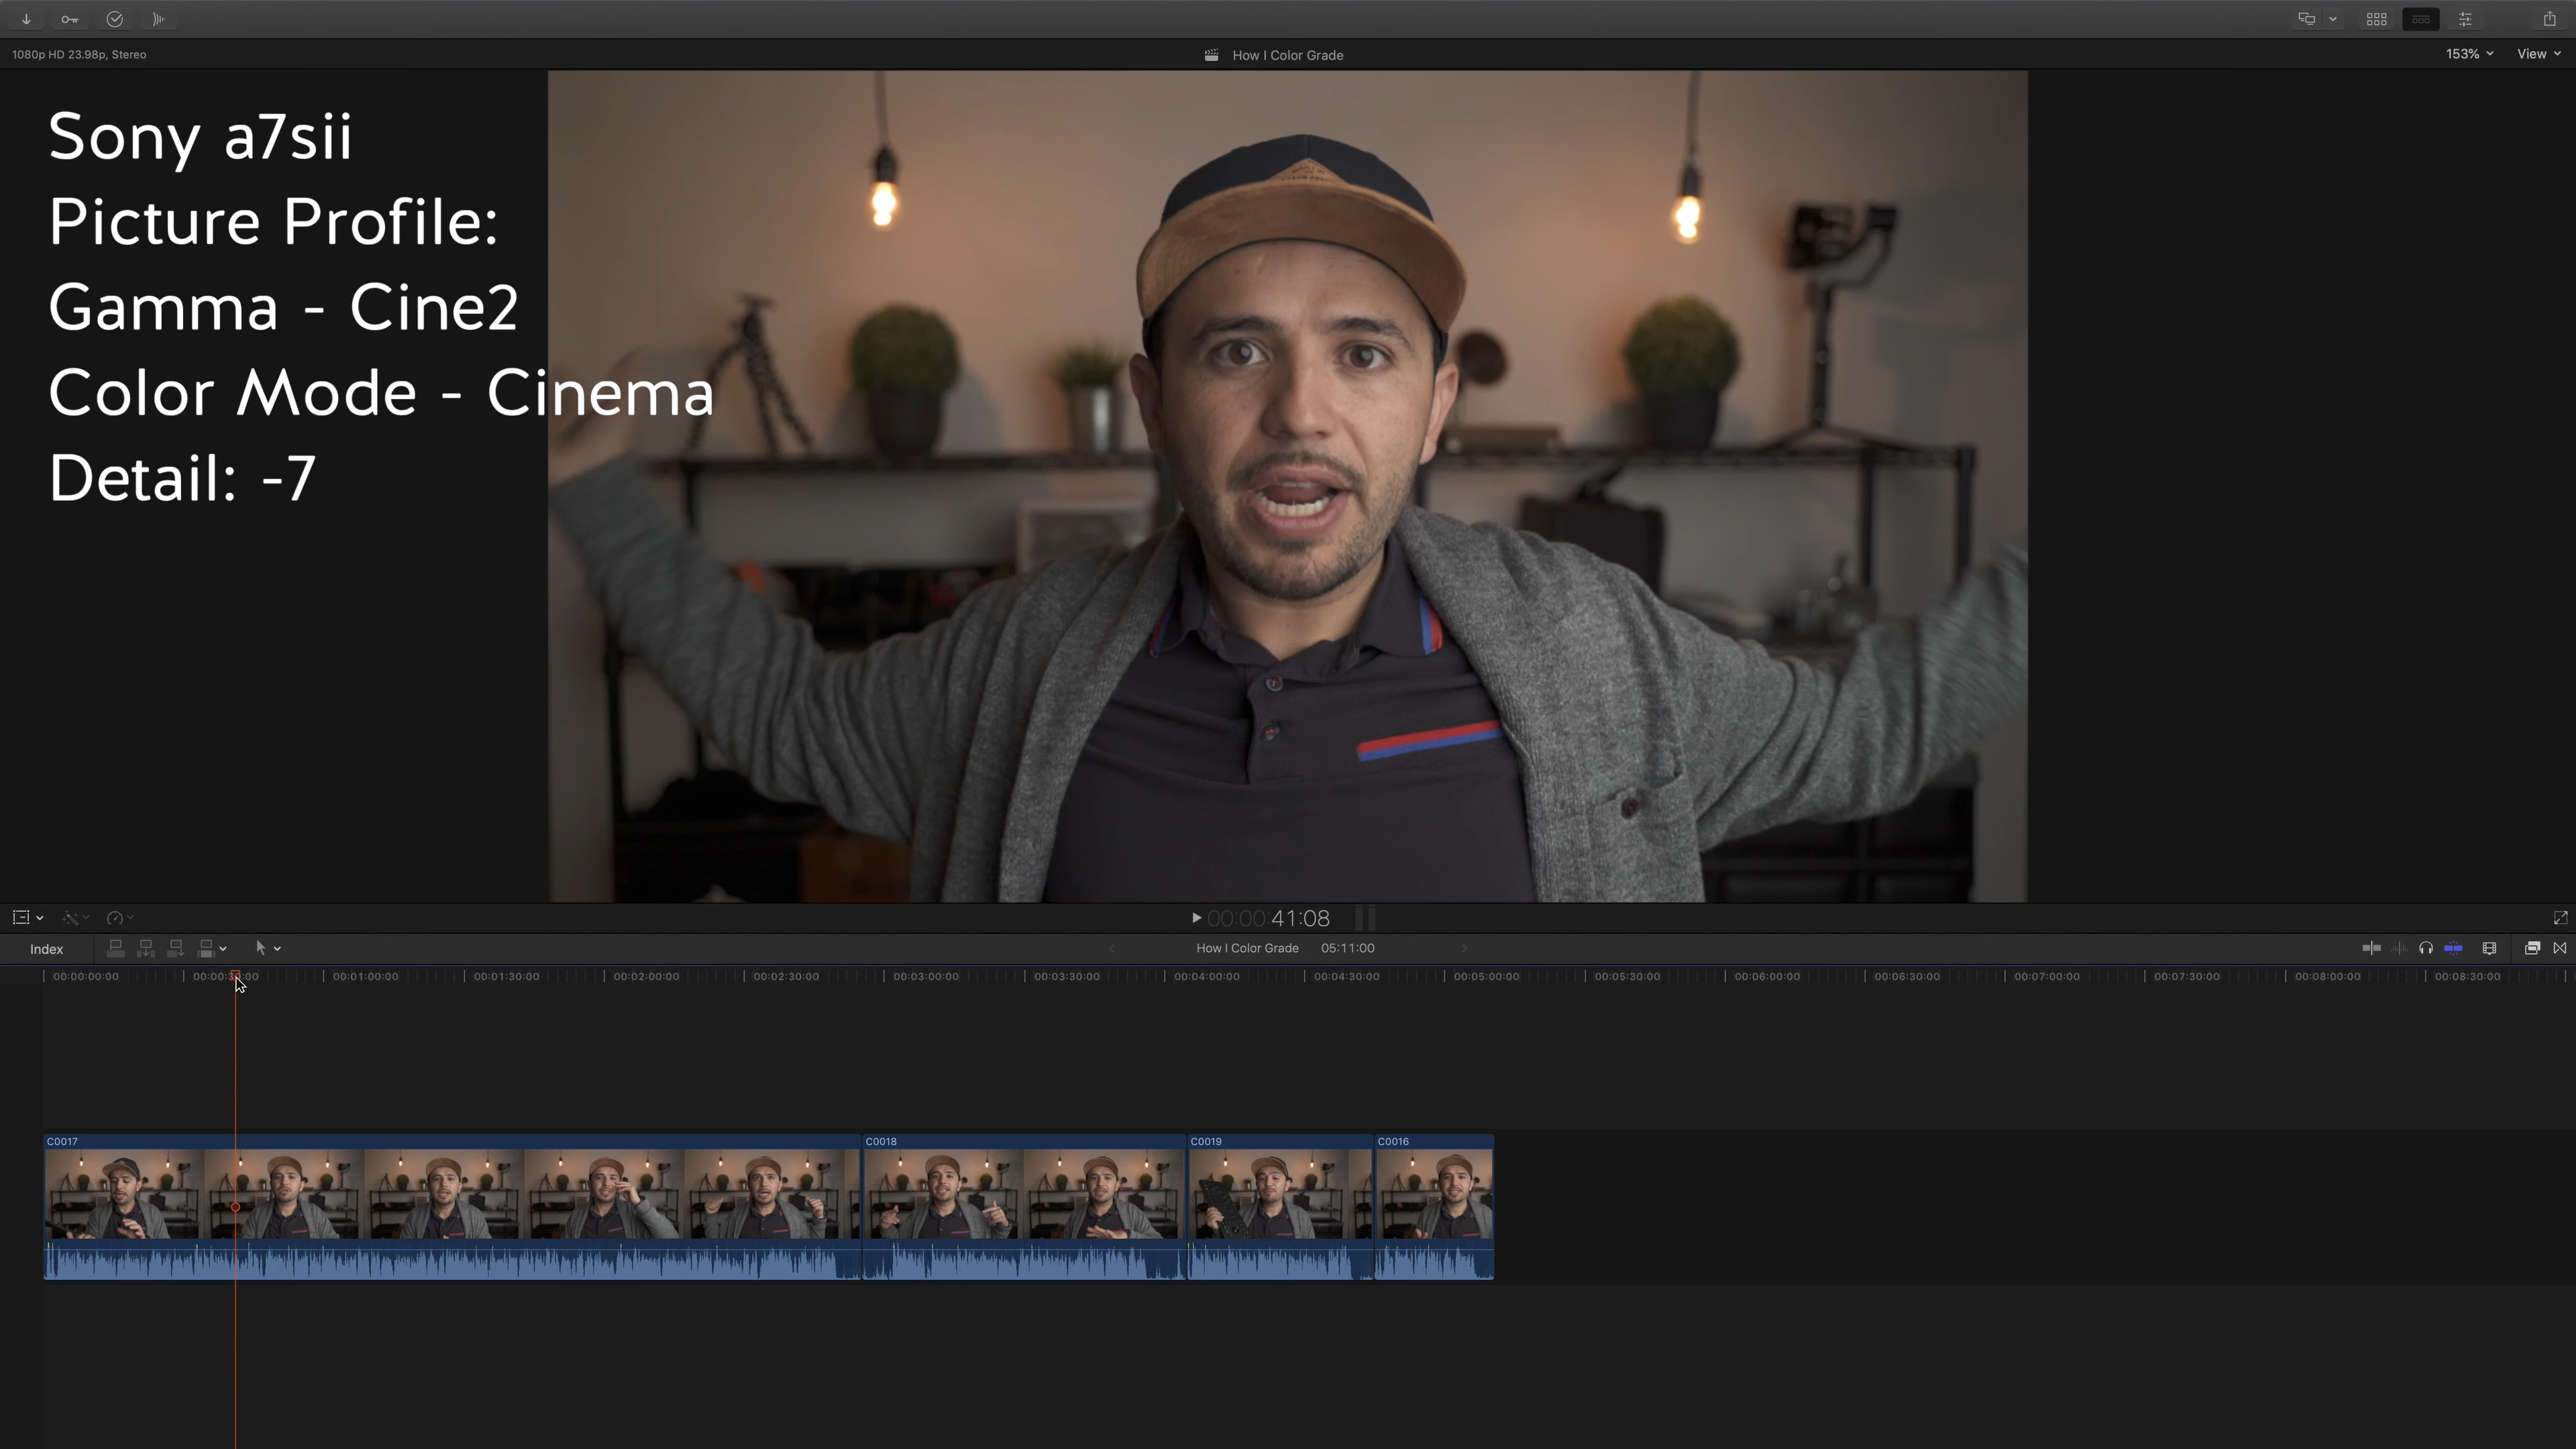 1080p HD 23.98p, Stereo
How I Color Grade
153%
View
Sony a7sii
Picture Profile:
Gamma - Cine2
Color Mode - Cinema
Detail: -7
00:00:41:08
Index
How I Color Grade
05:11:00
00:00:00:00
00:00:30:00
00:01:00:00
00:01:30:00
00:02:00:00
00:02:30:00
00:03:00:00
00:03:30:00
00:04:00:00
00:04:30:00
00:05:00:00
00:05:30:00
00:06:00:00
00:06:30:00
00:07:00:00
00:07:30:00
00:08:00:00
00:08:30:00
C0017
C0018
C0019
C0016